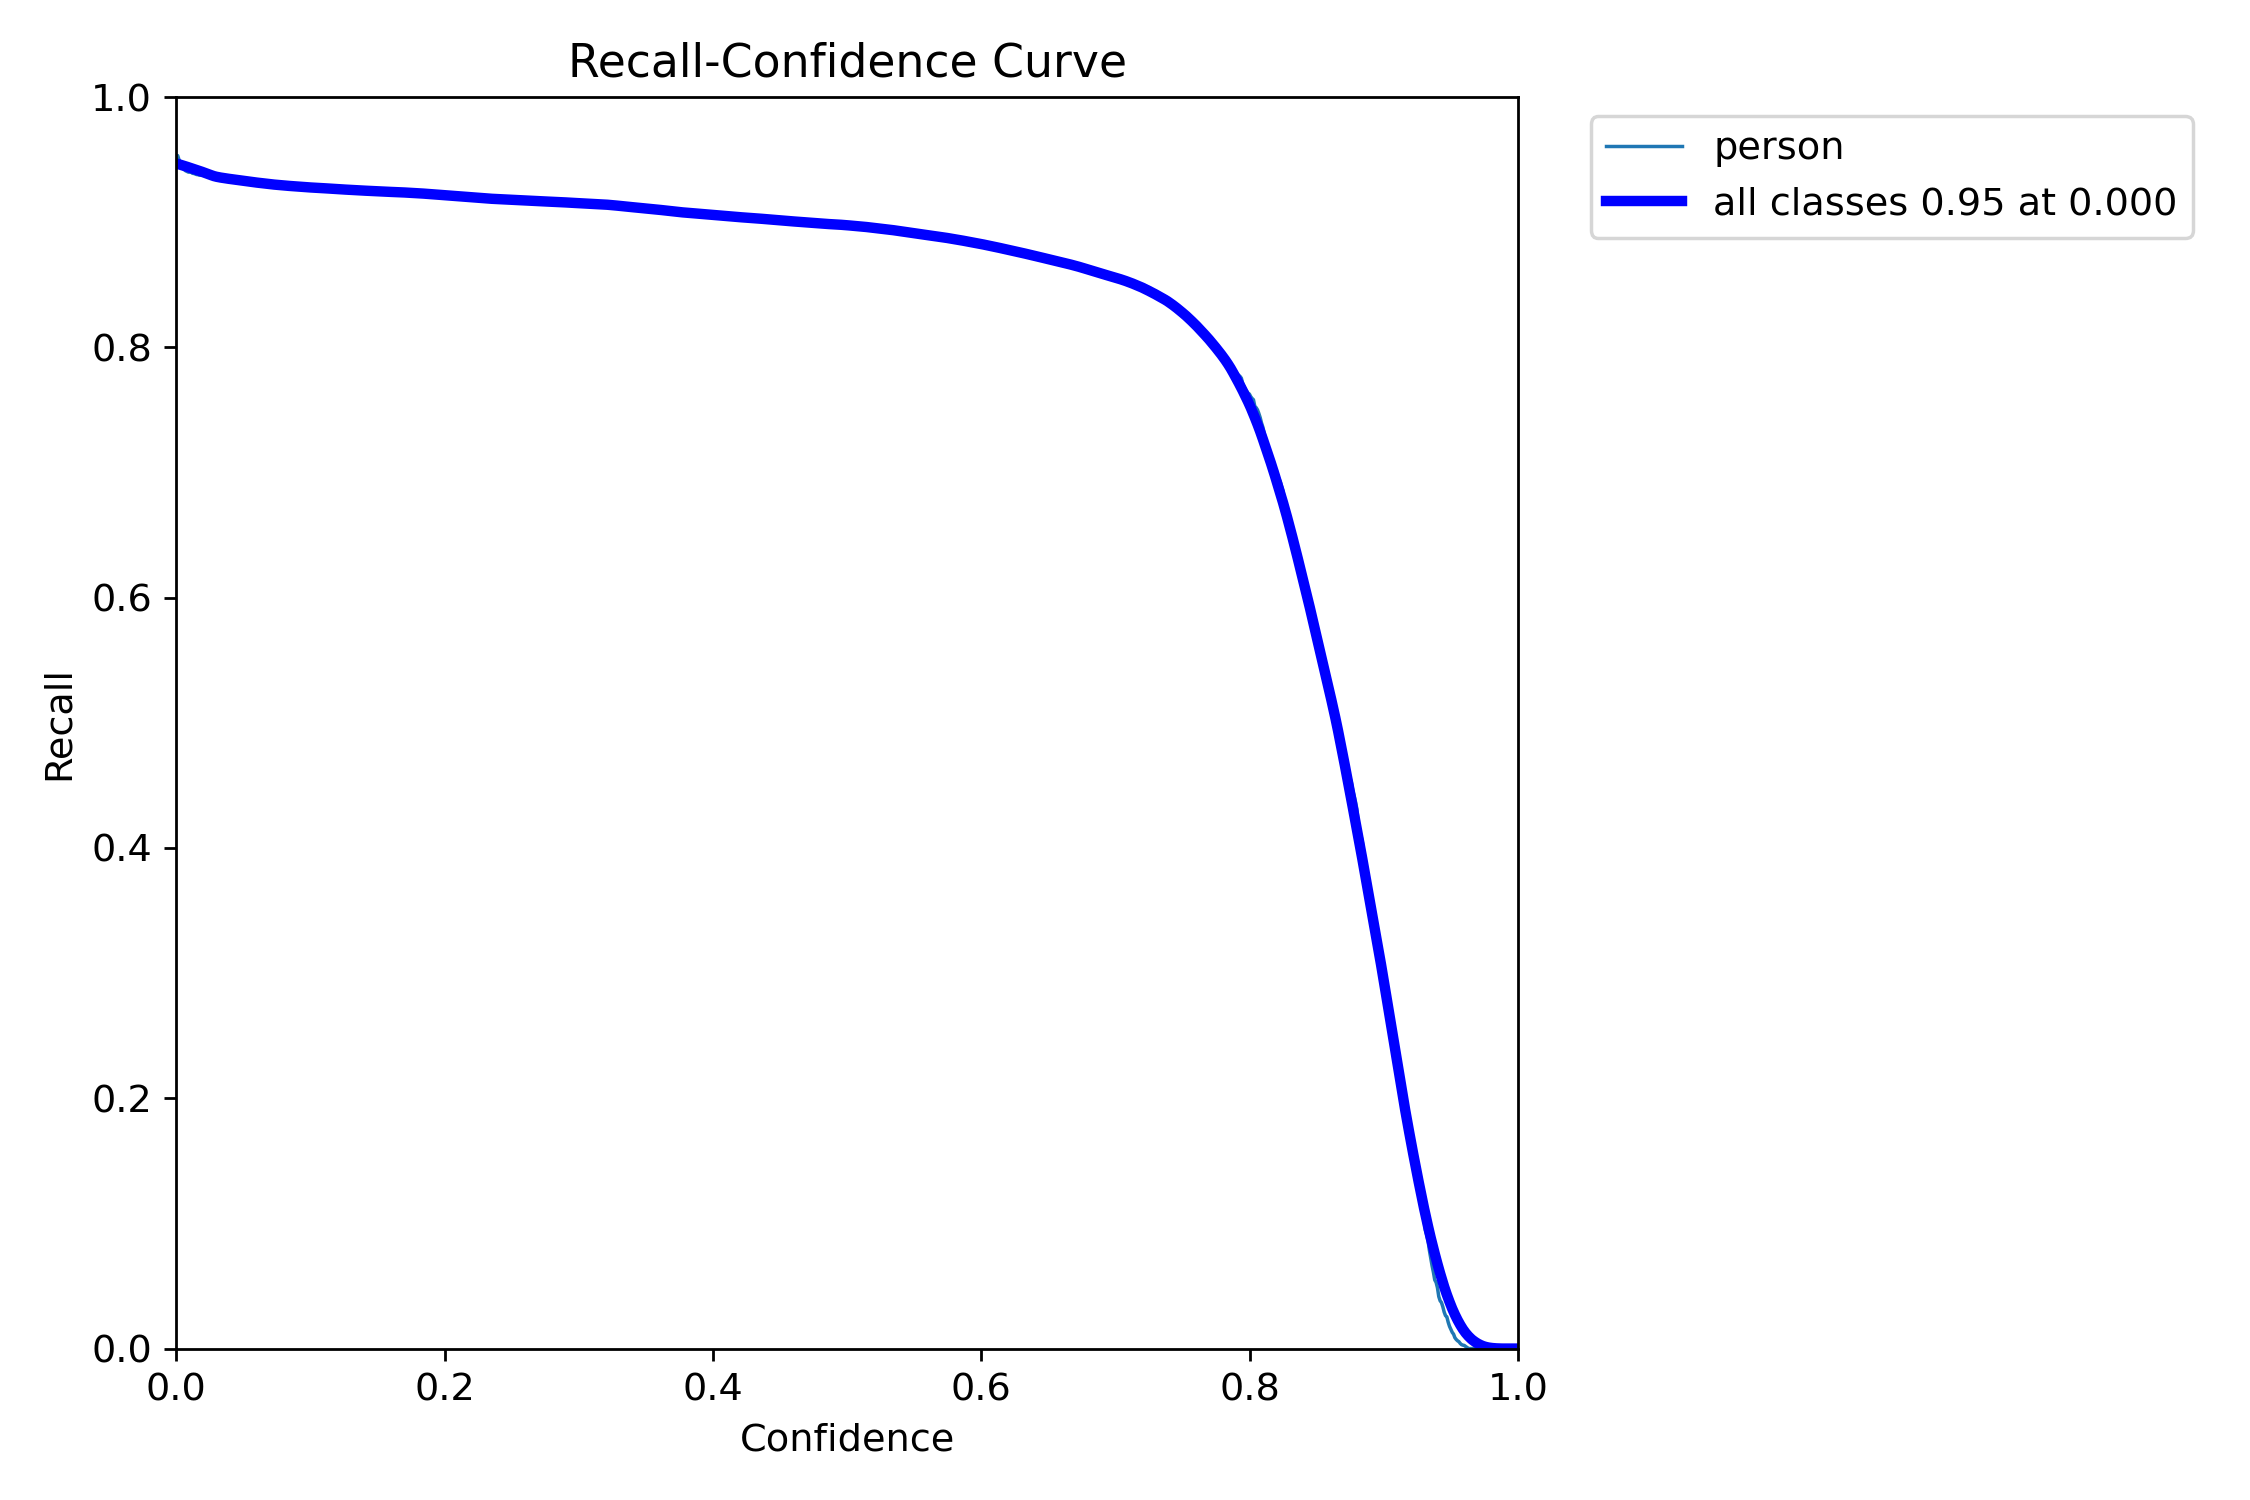 Recall-Confidence Curve
1.0
0.8
0.6
0.4
0.2
0.0
Recall
0.0 0.2 0.4 0.6 0.8 1.0
Confidence
person
all classes 0.95 at 0.000